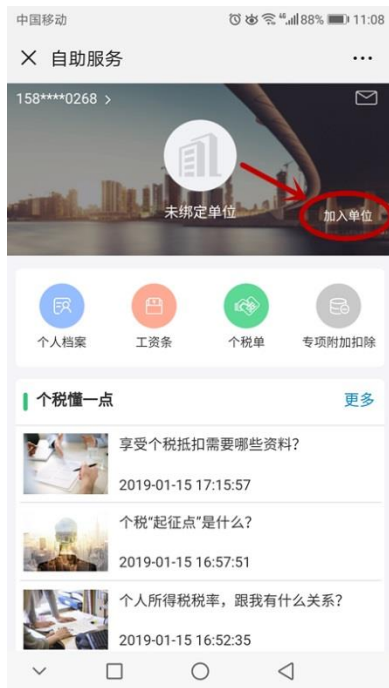 中国移动 46 88% 11:08
自助服务
158****0268
未绑定单位
加入单位
个人档案 工资条 个税单 专项附加扣除
个税懂一点 更多
享受个税抵扣需要哪些资料？
2019-01-15 17:15:57
个税“起征点”是什么？
2019-01-15 16:57:51
个人所得税税率，跟我有什么关系？
2019-01-15 16:52:35